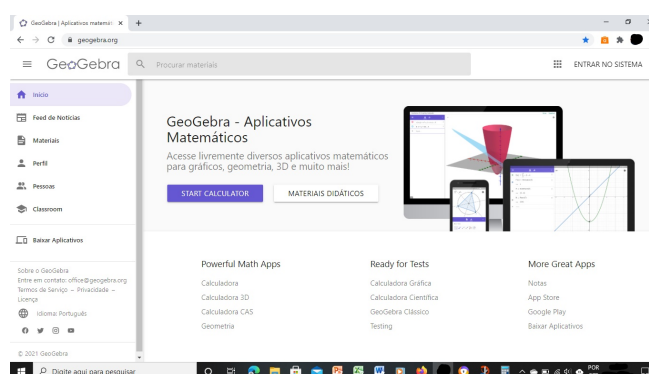 GeoGebra | Aplicativos matemáti
geogebra.org
GeoGebra
Procurar materiais
ENTRAR NO SISTEMA
Início
Feed de Notícias
Materiais
Perfil
Pessoas
Classroom
Baixar Aplicativos
Sobre o GeoGebra
Entre em contato: office@geogebra.org
Termos de Serviço – Privacidade –
Licença
Idioma: Português
© 2021 GeoGebra
GeoGebra - Aplicativos
Matemáticos
Acesse livremente diversos aplicativos matemáticos
para gráficos, geometria, 3D e muito mais!
START CALCULATOR
MATERIAIS DIDÁTICOS
Powerful Math Apps
Calculadora
Calculadora 3D
Calculadora CAS
Geometria
Ready for Tests
Calculadora Gráfica
Calculadora Científica
GeoGebra Clássico
Testing
More Great Apps
Notas
App Store
Google Play
Baixar Aplicativos
Digite aqui para pesquisar
POR